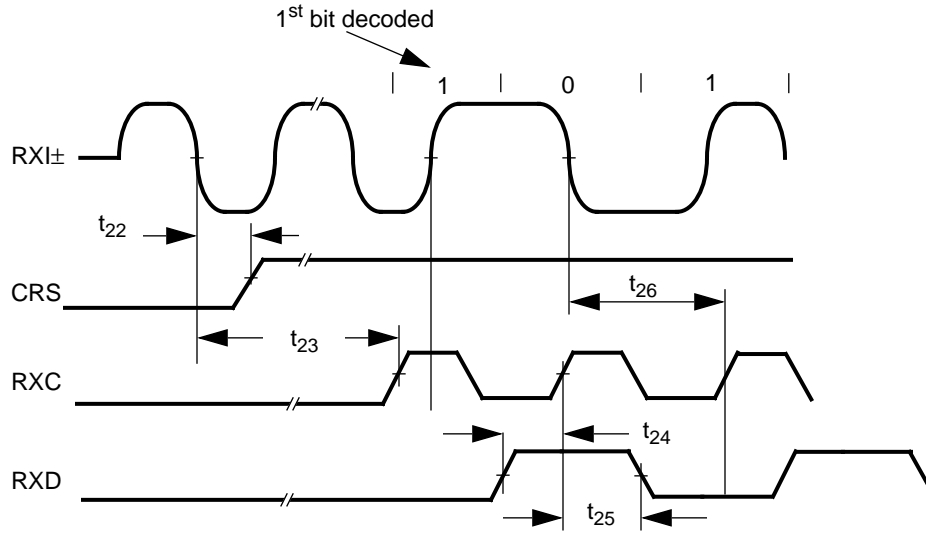 1st bit decoded
| 1 | 0 | 1 |
RXI±
t22
CRS
t26
t23
RXC
t24
RXD
t25